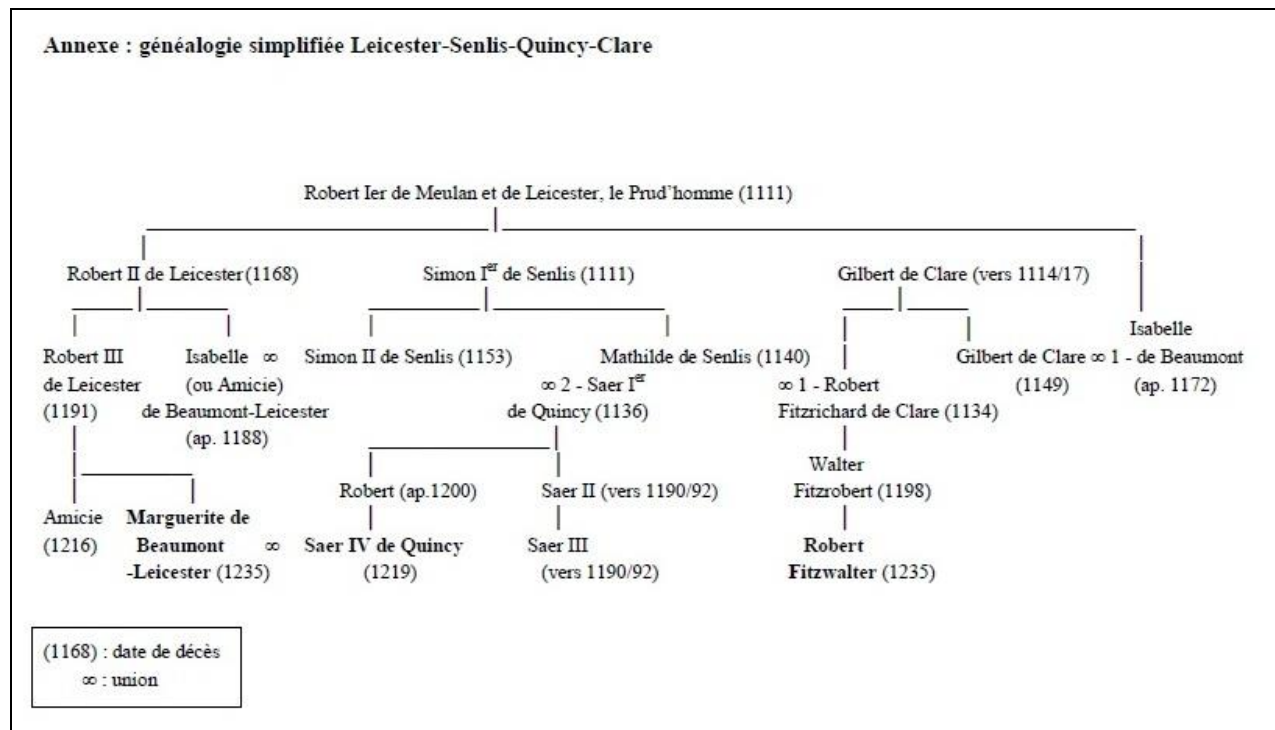 Annexe : généalogie simplifiée Leicester-Senlis-Quincy-Clare
Robert Ier de Meulan et de Leicester, le Prud'homme (1111)
Robert II de Leicester (1168) Simon Ier de Senlis (1111) Gilbert de Clare (vers 1114/17)
Isabelle
Robert III Isabelle ∞ Simon II de Senlis (1153) Mathilde de Senlis (1140) Gilbert de Clare ∞ 1 - de Beaumont
de Leicester (ou Amicie) ∞ 2 - Saer Ier ∞ 1 - Robert (1149) (ap. 1172)
(1191) de Beaumont-Leicester de Quincy (1136) Fitzrichard de Clare (1134)
(ap. 1188)
Walter
Robert (ap.1200) Saer II (vers 1190/92) Fitzrobert (1198)
Amicie Marguerite de
(1216) Beaumont ∞ Saer IV de Quincy Saer III Robert
-Leicester (1235) (1219) (vers 1190/92) Fitzwalter (1235)
(1168) : date de décès
∞ : union